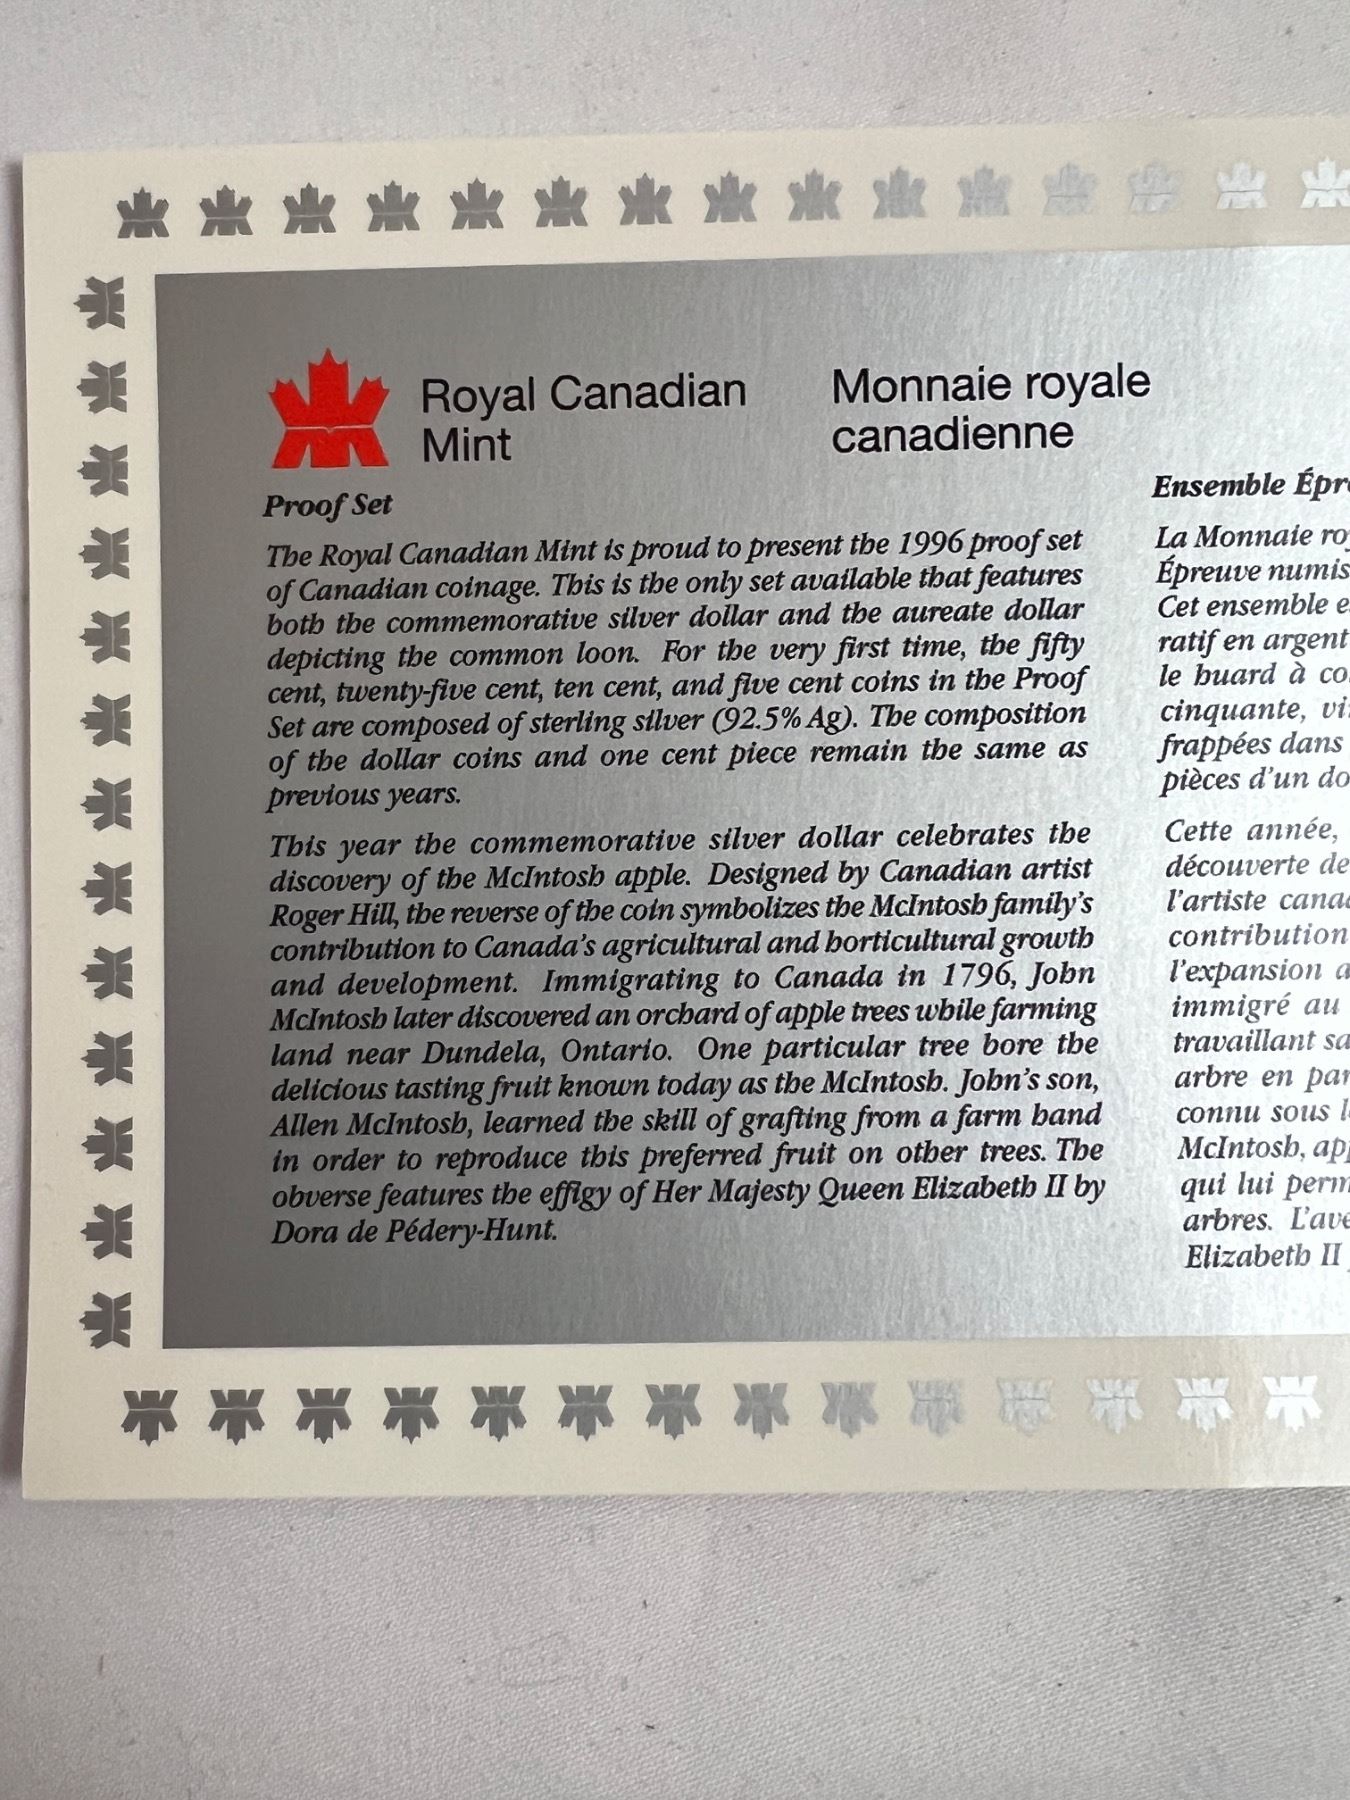 Royal Canadian
Mint
Monnaie royale
canadienne
Proof Set
The Royal Canadian Mint is proud to present the 1996 proof set
of Canadian coinage. This is the only set available that features
both the commemorative silver dollar and the aureate dollar
depicting the common loon. For the very first time, the fifty
cent, twenty-five cent, ten cent, and five cent coins in the Proof
Set are composed of sterling silver (92.5% Ag). The composition
of the dollar coins and one cent piece remain the same as
previous years.
This year the commemorative silver dollar celebrates the
discovery of the McIntosh apple. Designed by Canadian artist
Roger Hill, the reverse of the coin symbolizes the McIntosh family's
contribution to Canada's agricultural and horticultural growth
and development. Immigrating to Canada in 1796, John
McIntosh later discovered an orchard of apple trees while farming
land near Dundela, Ontario. One particular tree bore the
delicious tasting fruit known today as the McIntosh. John's son,
Allen McIntosh, learned the skill of grafting from a farm hand
in order to reproduce this preferred fruit on other trees. The
obverse features the effigy of Her Majesty Queen Elizabeth II by
Dora de Pédery-Hunt.
Ensemble
La Monnaie
Épreuve
Cet ensemble
ratif en argent
le huard à
cinquante,
frappées dans
pièces d'un
Cette année,
découverte
l'artiste
contribution
l'expansion
immigré au
travaillant
arbre en
connu sous
McIntosh,
qui lui
arbres.
Elizabeth II